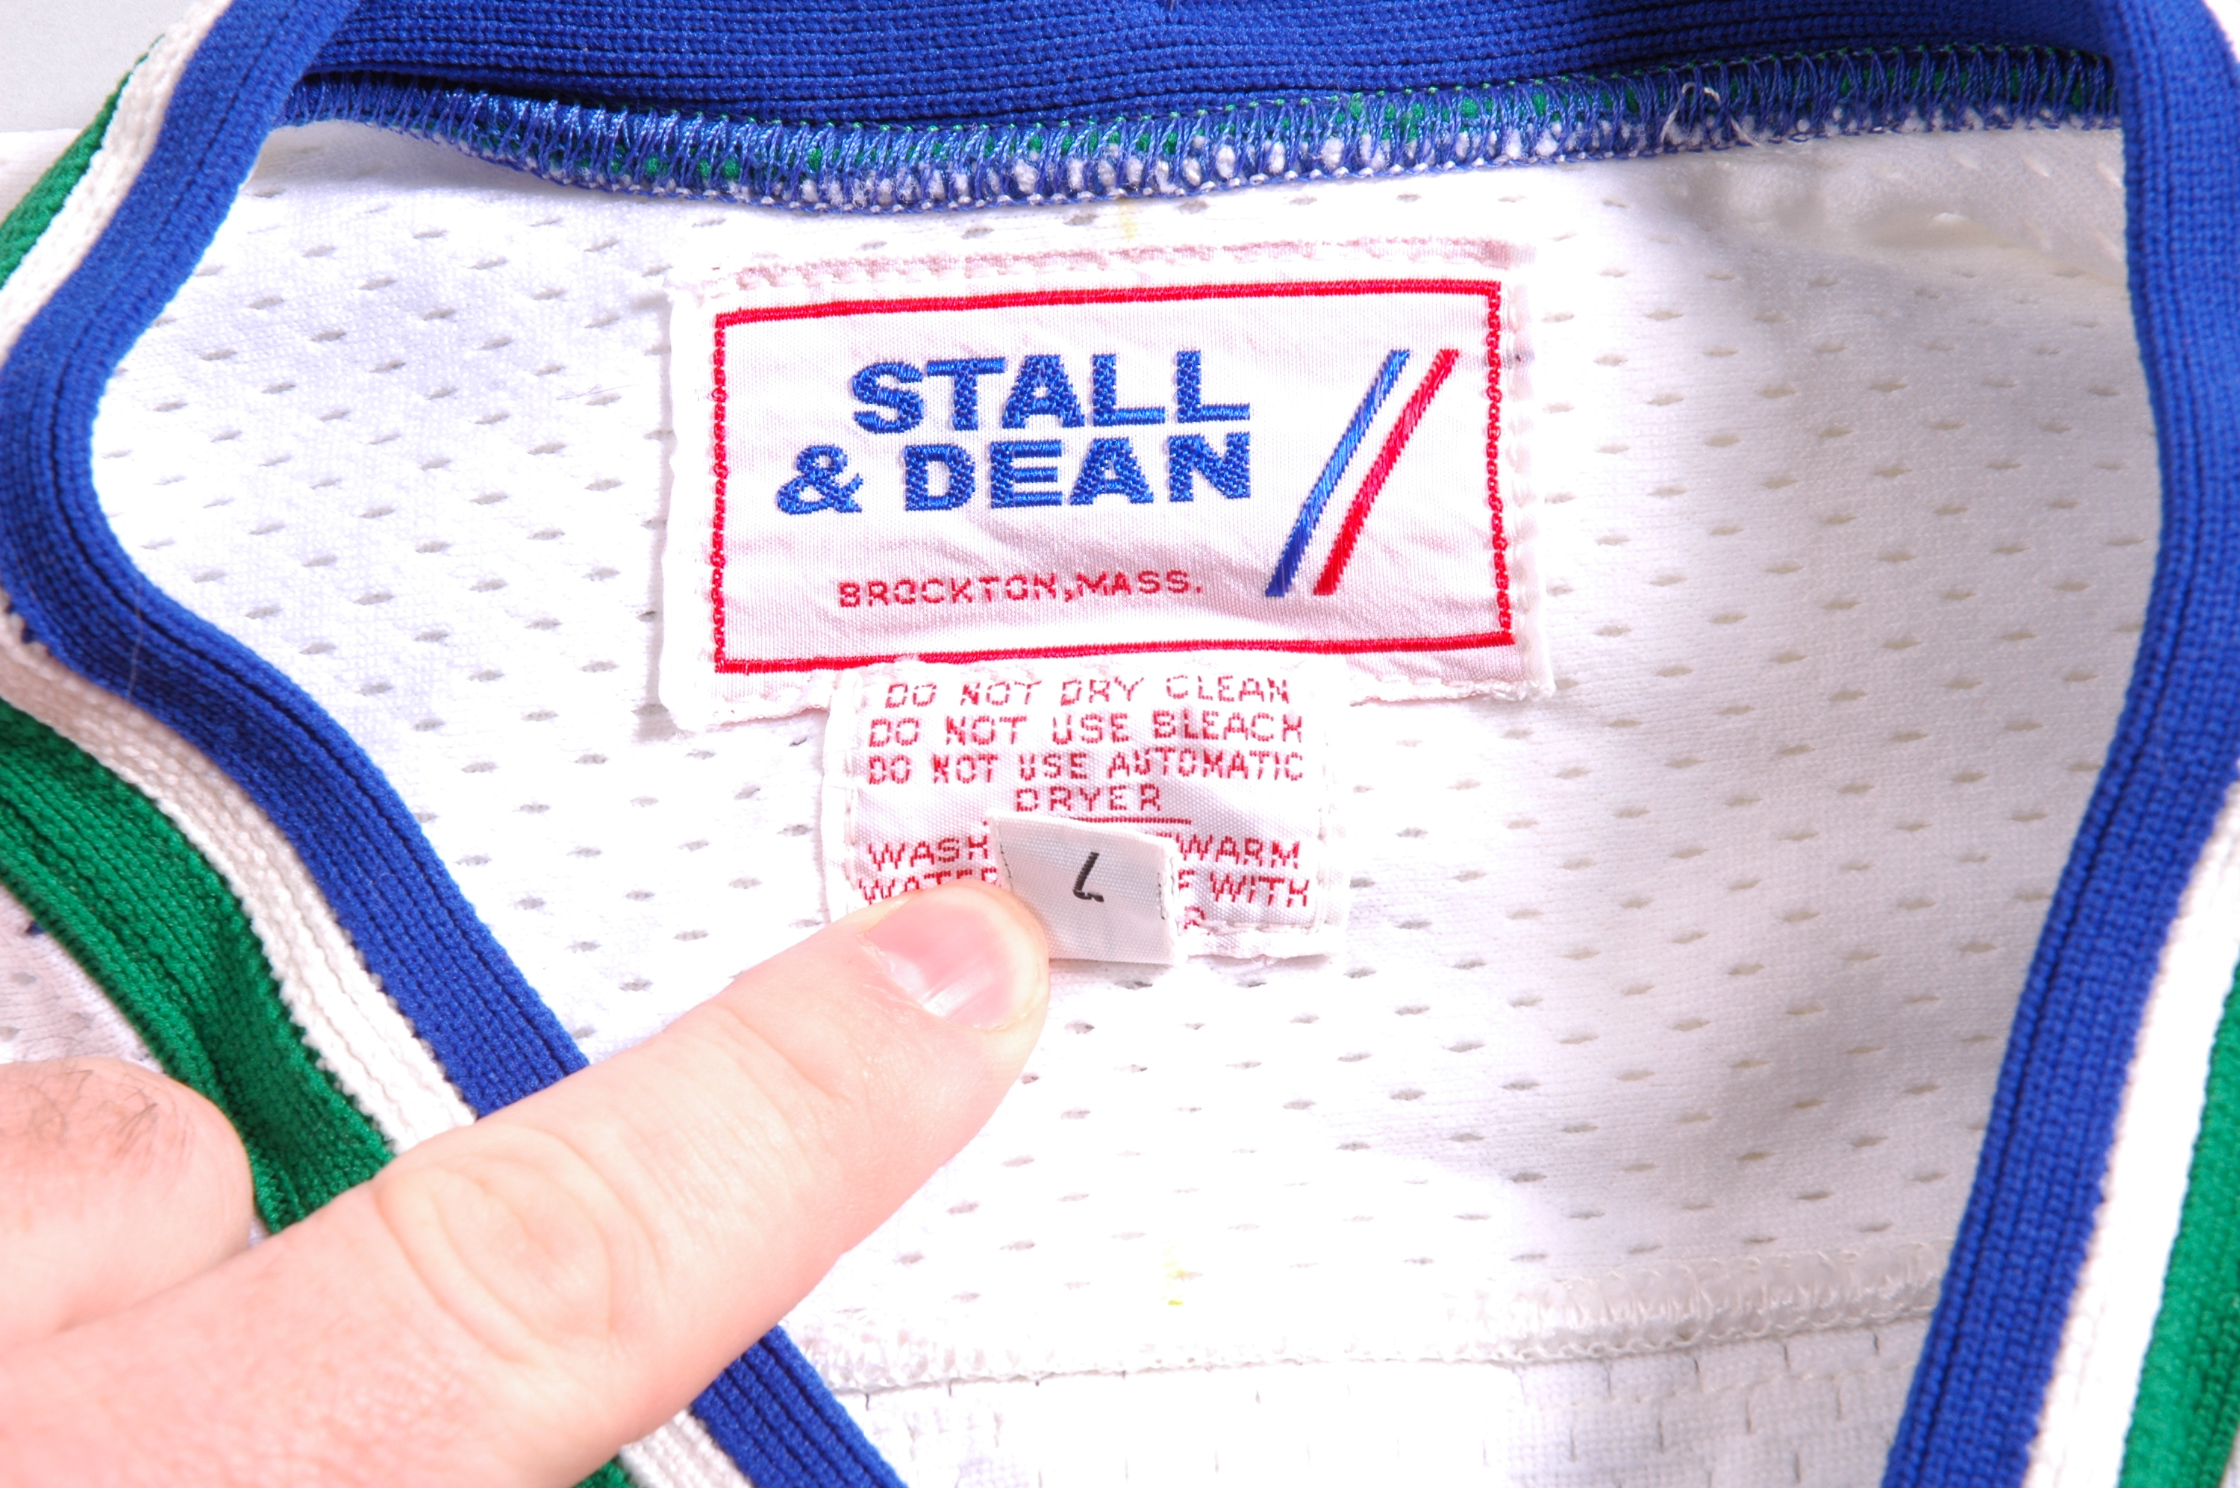 STALL
& DEAN
BROCKTON, MASS.
DO NOT DRY CLEAN
DO NOT USE BLEACH
DO NOT USE AUTOMATIC
DRYER
WASH WARM
WATER WITH